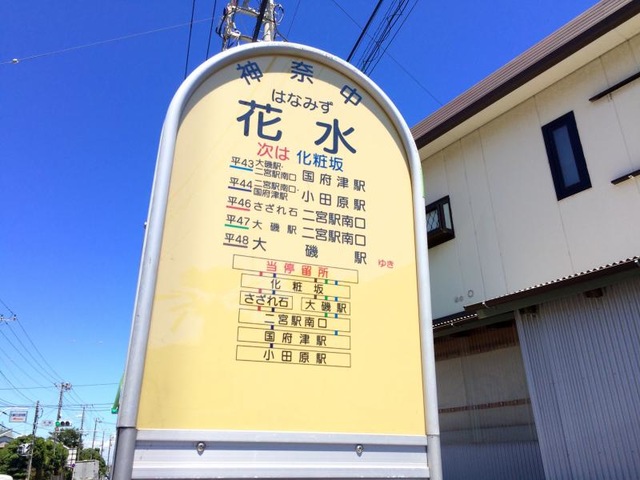 神奈中
はなみず
花水
次は 化粧坂
平43 大磯駅・二宮駅南口 国府津駅
平44 二宮駅南口・国府津駅 小田原駅
平46 さざれ石 二宮駅南口
平47 大磯駅 二宮駅南口
平48 大磯駅 ゆき
当停留所
化粧坂
さざれ石 大磯駅
二宮駅南口
国府津駅
小田原駅